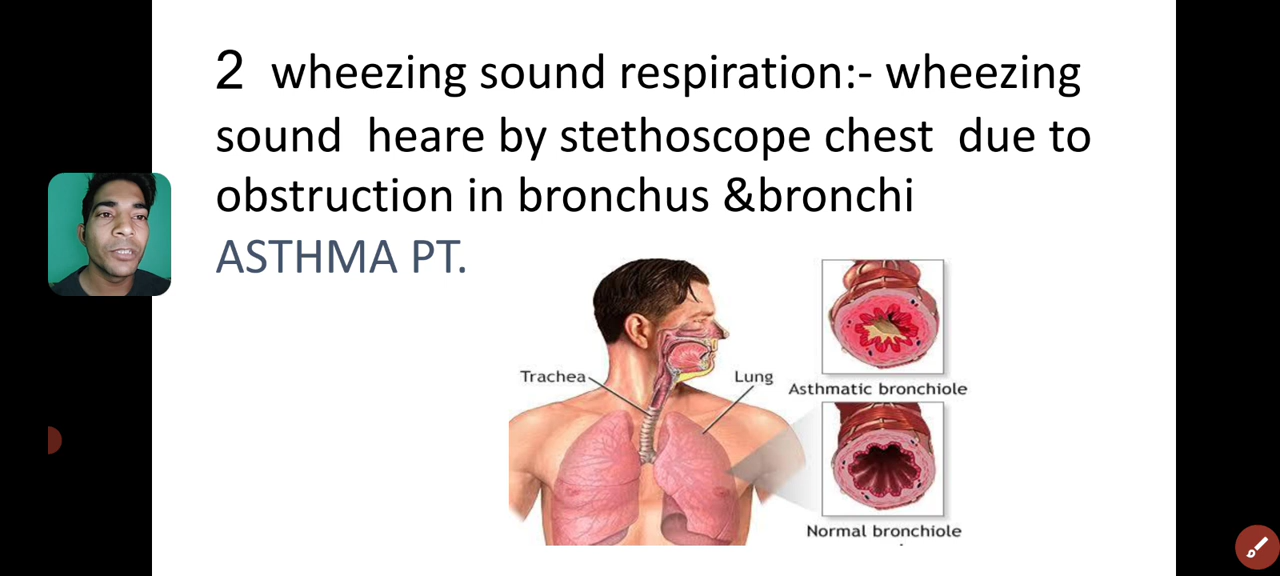 2 wheezing sound respiration:- wheezing
sound heare by stethoscope chest due to
obstruction in bronchus &bronchi
ASTHMA PT.
Trachea
Lung
Asthmatic bronchiole
Normal bronchiole